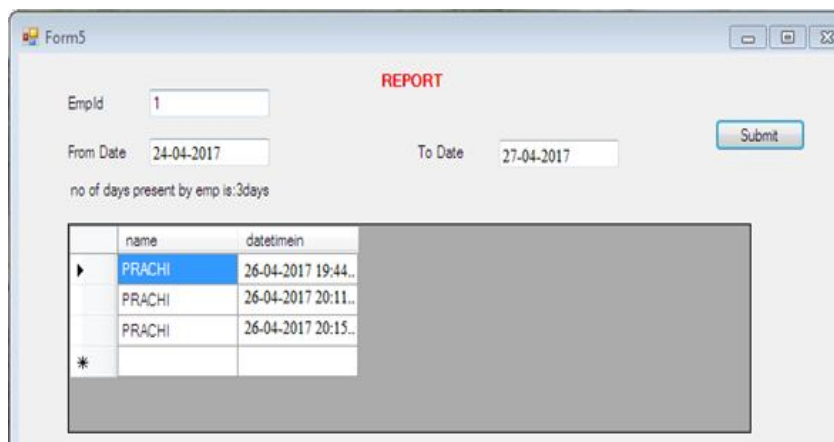 Form5
REPORT
EmpId 1
Submit
From Date 24-04-2017 To Date 27-04-2017
no of days present by emp is:3days
name datetimein
PRACHI 26-04-2017 19:44..
PRACHI 26-04-2017 20:11..
PRACHI 26-04-2017 20:15..